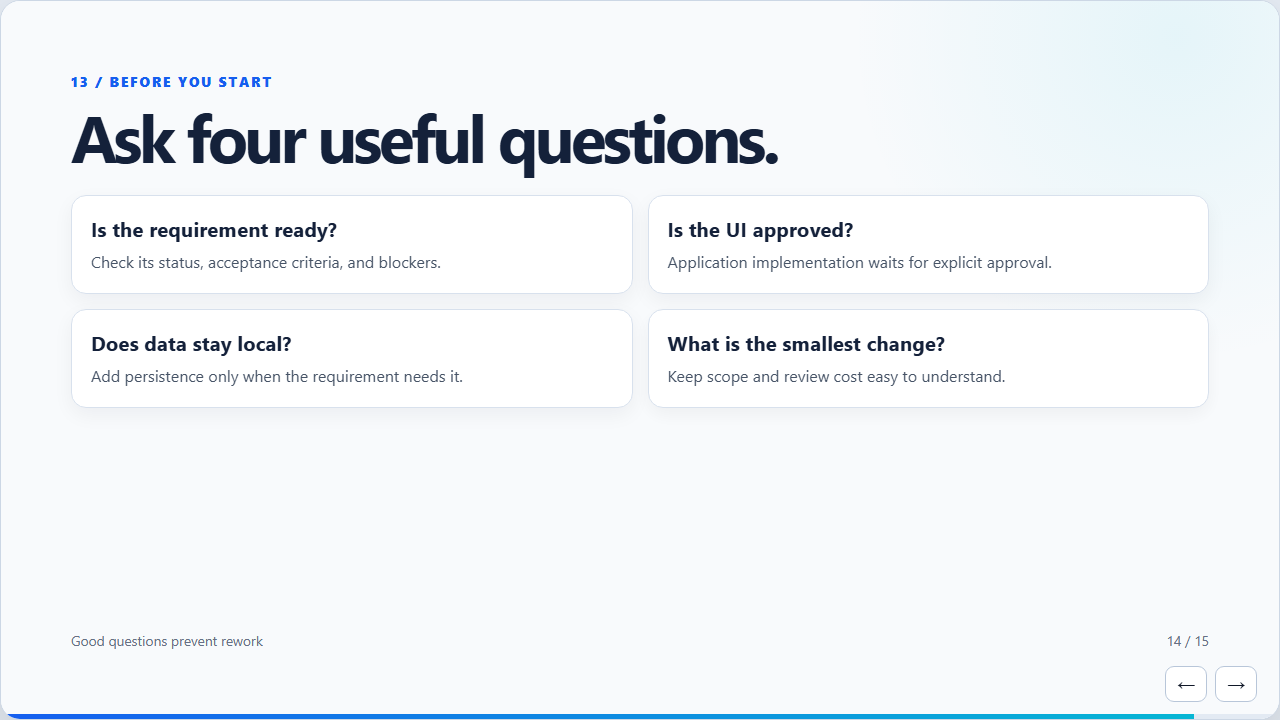 13 / BEFORE YOU START
Ask four useful questions.
Is the requirement ready?
Check its status, acceptance criteria, and blockers.
Is the UI approved?
Application implementation waits for explicit approval.
Does data stay local?
Add persistence only when the requirement needs it.
What is the smallest change?
Keep scope and review cost easy to understand.
Good questions prevent rework
14 / 15
← →